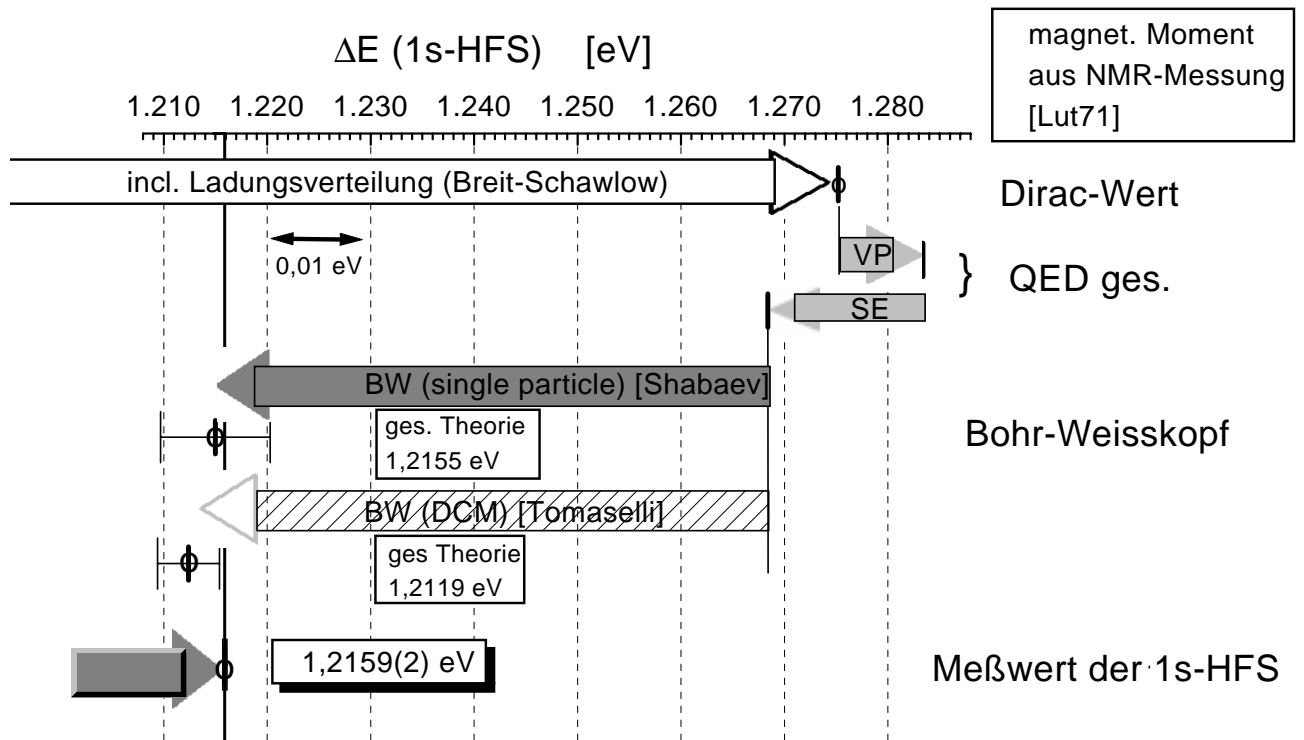 ΔE (1s-HFS) [eV]
magnet. Moment
aus NMR-Messung
[Lut71]
1.210 1.220 1.230 1.240 1.250 1.260 1.270 1.280
incl. Ladungsverteilung (Breit-Schawlow)
Dirac-Wert
0,01 eV
VP
} QED ges.
SE
BW (single particle) [Shabaev]
ges. Theorie
1,2155 eV
Bohr-Weisskopf
BW (DCM) [Tomaselli]
ges Theorie
1,2119 eV
1,2159(2) eV
Meßwert der 1s-HFS